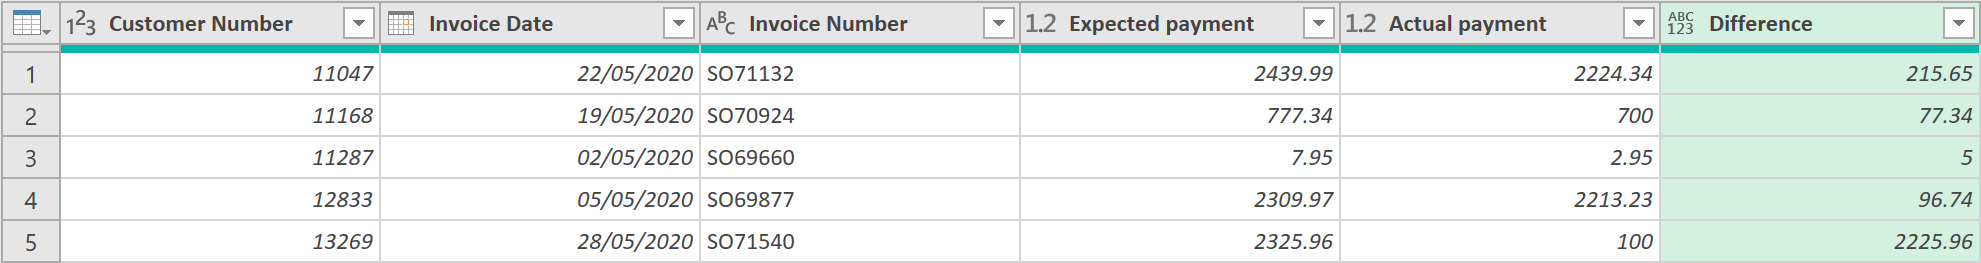 123 Customer Number Invoice Date ABC Invoice Number 1.2 Expected payment 1.2 Actual payment ABC 123 Difference
1 11047 22/05/2020 SO71132 2439.99 2224.34 215.65
2 11168 19/05/2020 SO70924 777.34 700 77.34
3 11287 02/05/2020 SO69660 7.95 2.95 5
4 12833 05/05/2020 SO69877 2309.97 2213.23 96.74
5 13269 28/05/2020 SO71540 2325.96 100 2225.96